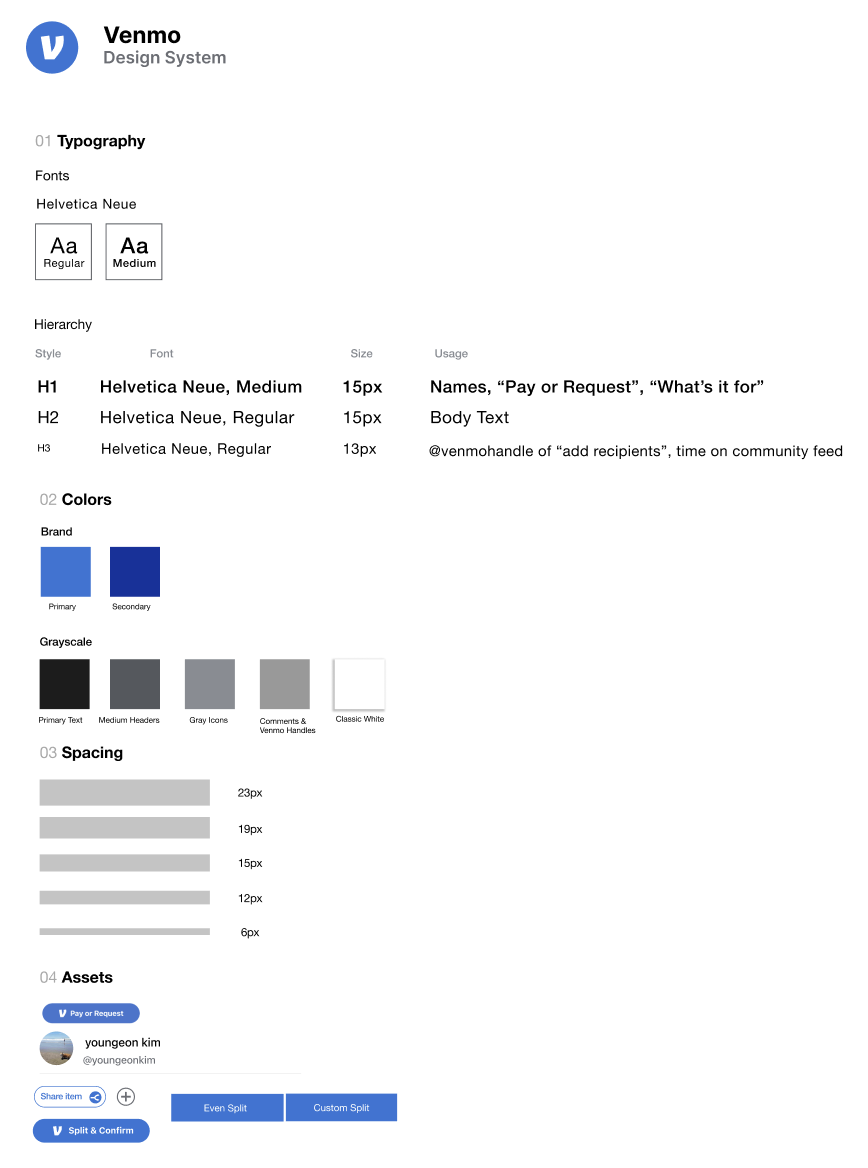 Venmo
Design System
01 Typography
Fonts
Helvetica Neue
Aa Aa
Regular Medium
Hierarchy
Style Font Size Usage
H1 Helvetica Neue, Medium 15px Names, “Pay or Request”, “What’s it for”
H2 Helvetica Neue, Regular 15px Body Text
H3 Helvetica Neue, Regular 13px @venmohandle of “add recipients”, time on community feed
02 Colors
Brand
Primary Secondary
Grayscale
Primary Text Medium Headers Gray Icons Comments & Classic White
Venmo Handles
03 Spacing
23px
19px
15px
12px
6px
04 Assets
Pay or Request
youngeon kim
@youngeonkim
Share item
Even Split Custom Split
Split & Confirm